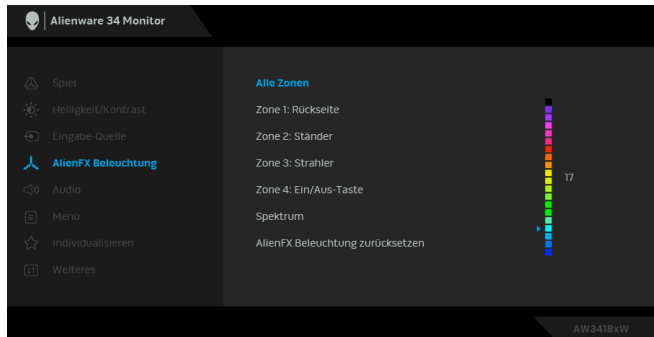 Alienware 34 Monitor
Spiel
Helligkeit/Kontrast
Eingabe-Quelle
AlienFX Beleuchtung
Audio
Menü
Individualisieren
Weiteres
Alle Zonen
Zone 1: Rückseite
Zone 2: Ständer
Zone 3: Strahler
Zone 4: Ein/Aus-Taste
Spektrum
AlienFX Beleuchtung zurücksetzen
17
AW3418xW